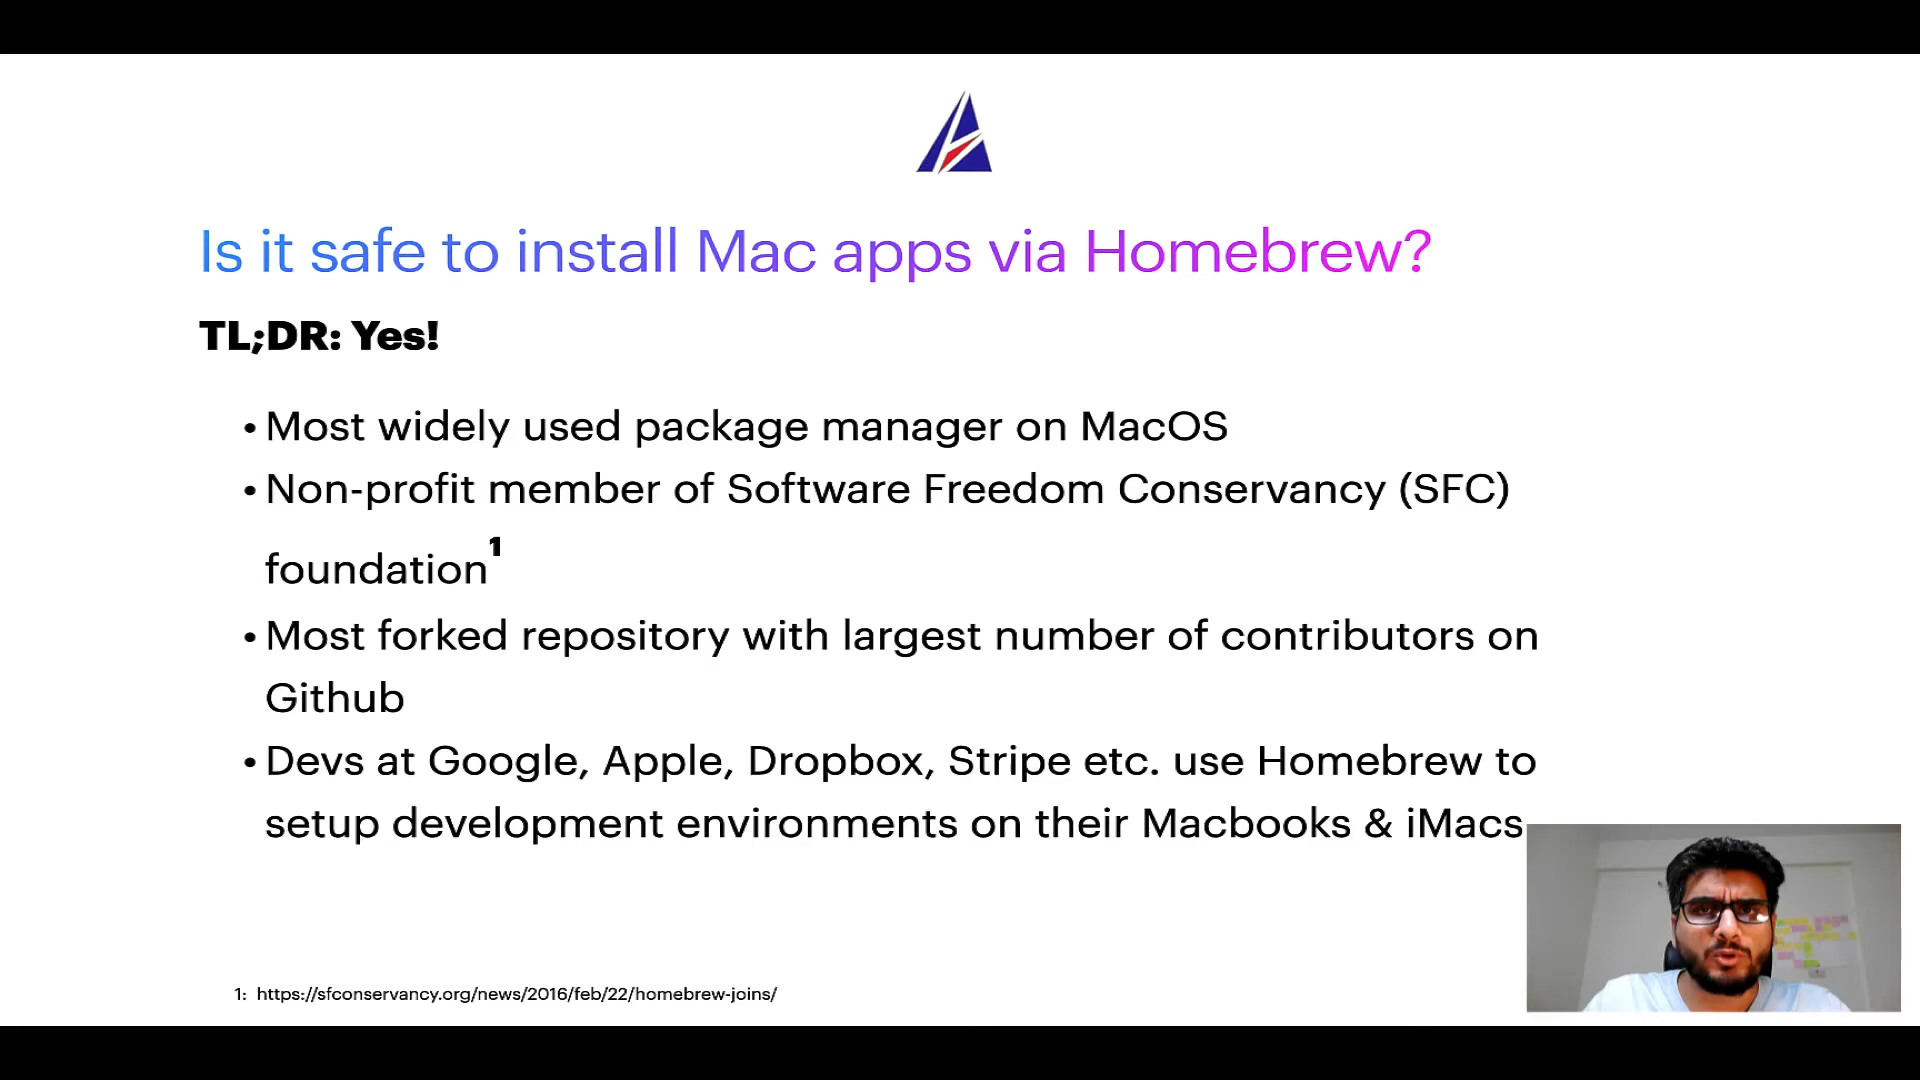 Is it safe to install Mac apps via Homebrew?
TL;DR: Yes!
• Most widely used package manager on MacOS
• Non-profit member of Software Freedom Conservancy (SFC)
foundation¹
• Most forked repository with largest number of contributors on
Github
• Devs at Google, Apple, Dropbox, Stripe etc. use Homebrew to
setup development environments on their Macbooks & iMacs
1: https://sfconservancy.org/news/2016/feb/22/homebrew-joins/